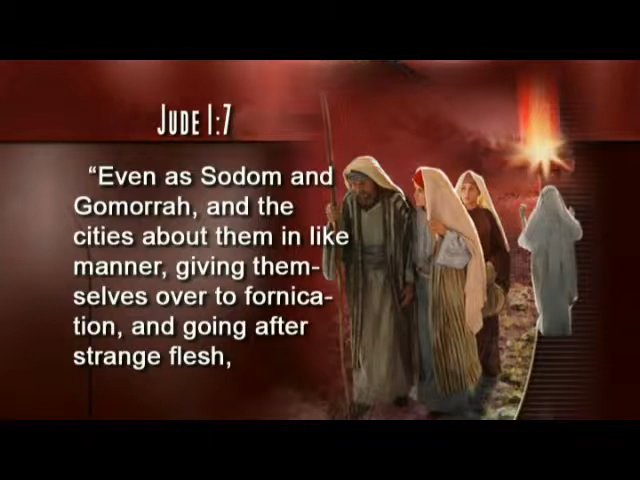 JUDE 1:7
“Even as Sodom and
Gomorrah, and the
cities about them in like
manner, giving them-
selves over to fornica-
tion, and going after
strange flesh,